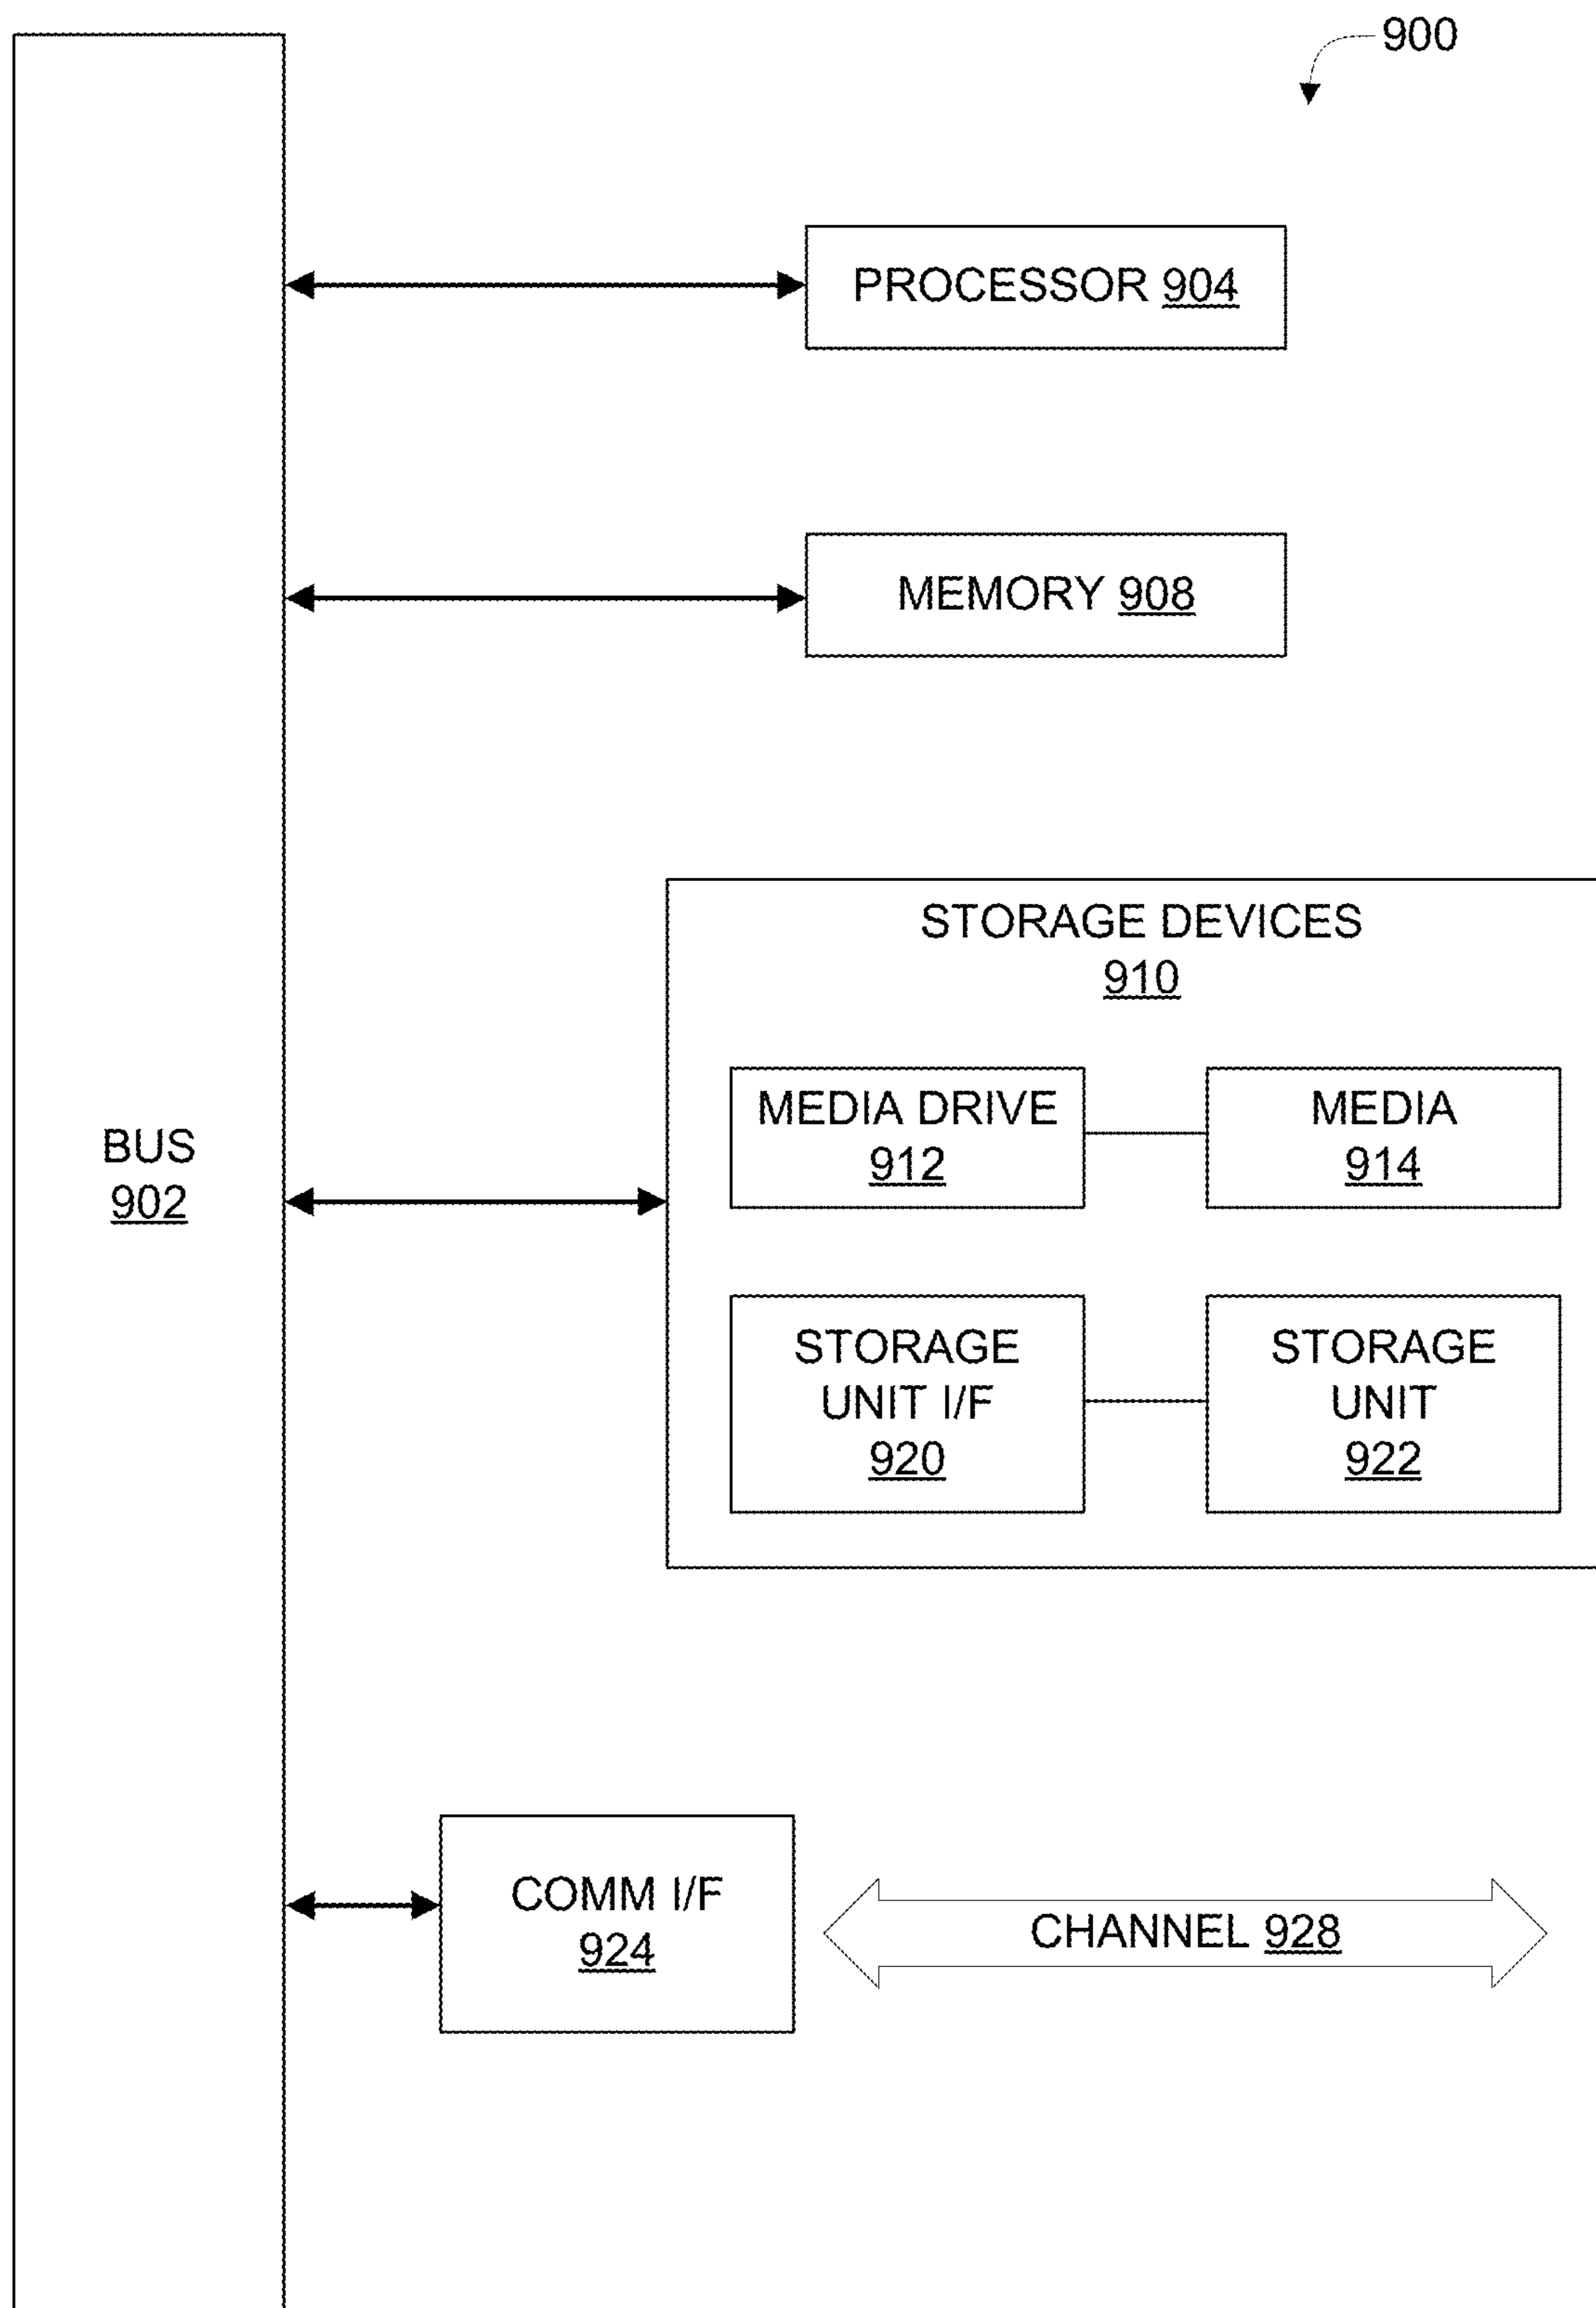 900
PROCESSOR 904
MEMORY 908
STORAGE DEVICES
910
MEDIA DRIVE
912
MEDIA
914
BUS
902
STORAGE
UNIT I/F
920
STORAGE
UNIT
922
COMM I/F
924
CHANNEL 928